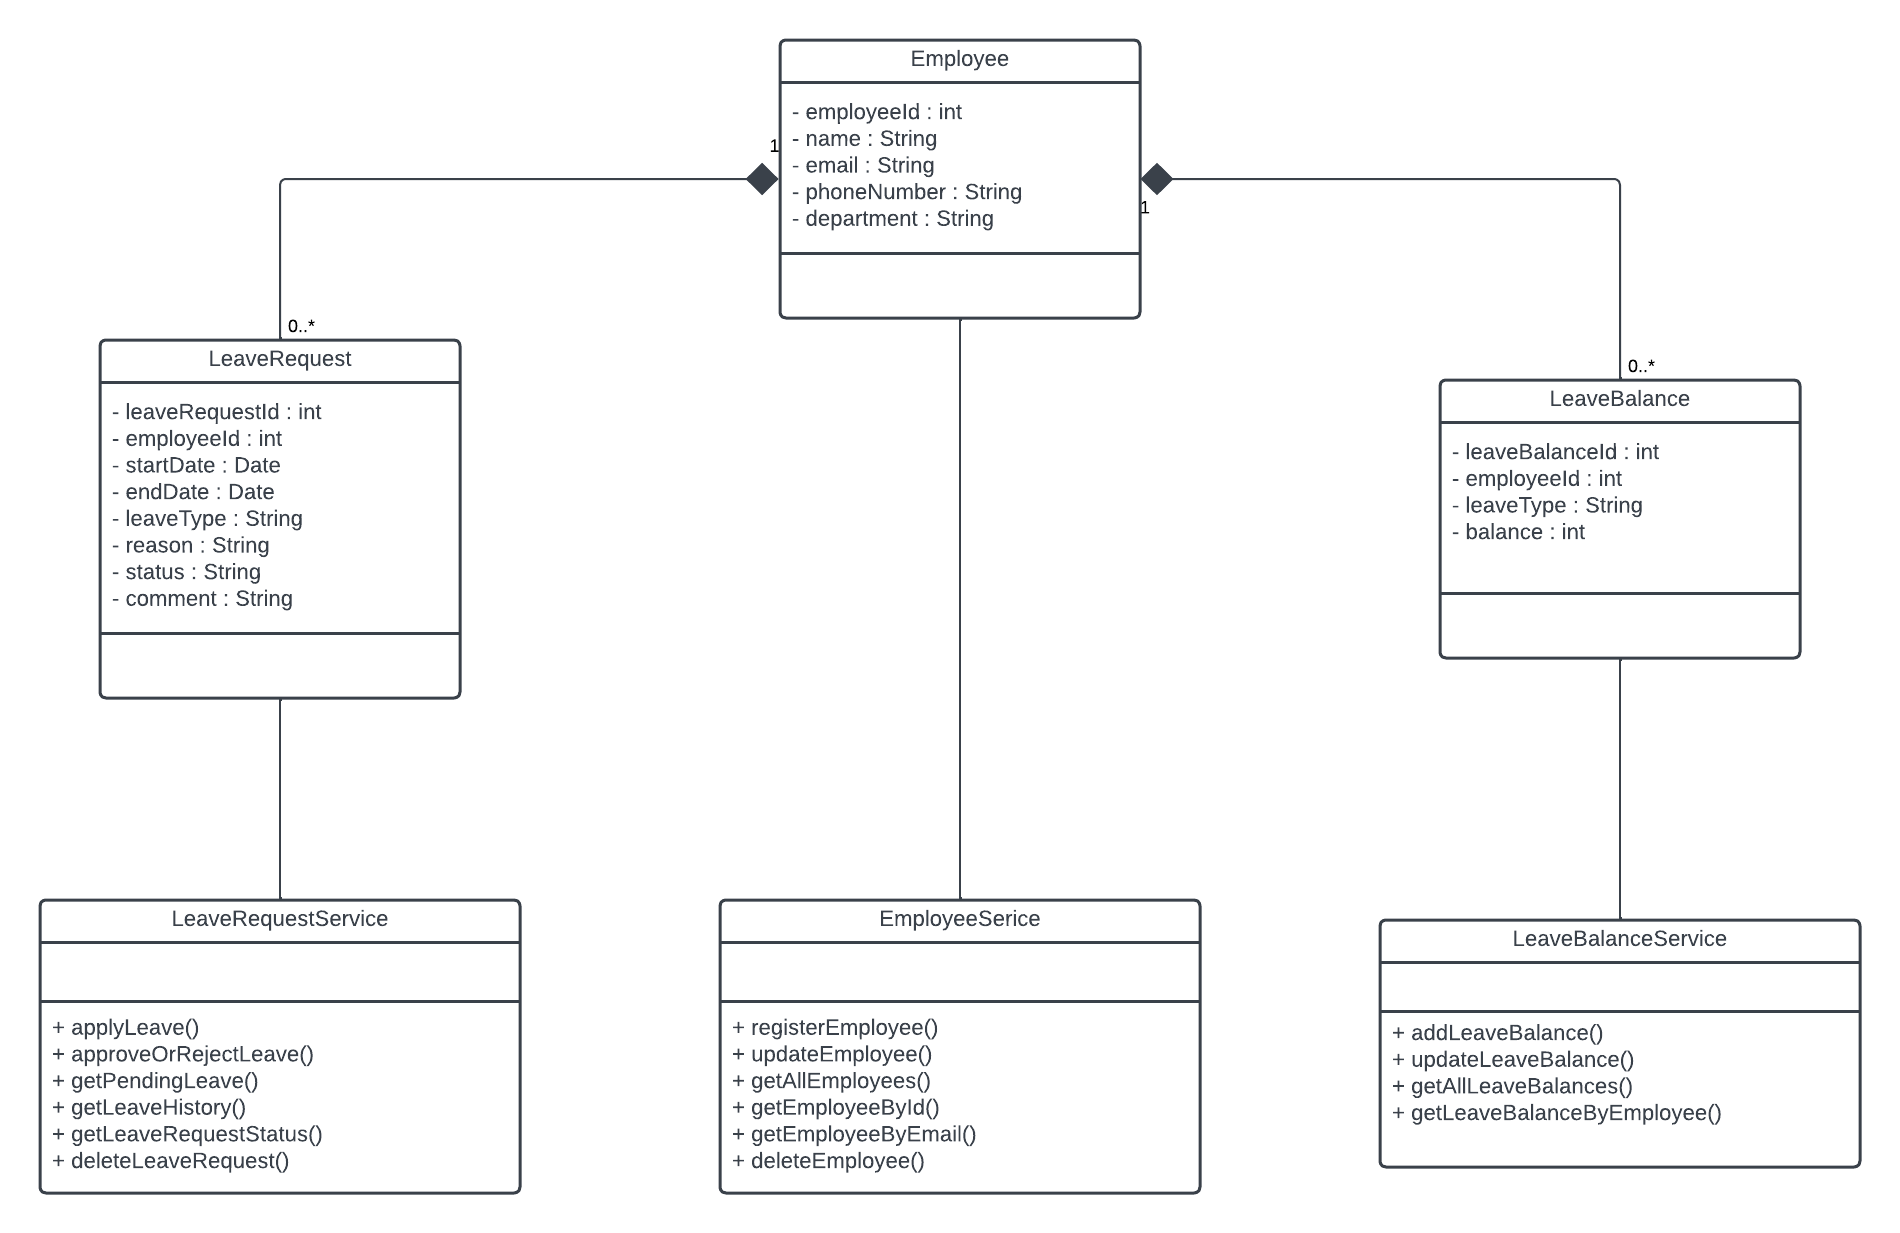 Employee
- employeeId : int
- name : String
- email : String
- phoneNumber : String
- department : String
1
1
0..*
LeaveRequest
- leaveRequestId : int
- employeeId : int
- startDate : Date
- endDate : Date
- leaveType : String
- reason : String
- status : String
- comment : String
0..*
LeaveBalance
- leaveBalanceId : int
- employeeId : int
- leaveType : String
- balance : int
LeaveRequestService
+ applyLeave()
+ approveOrRejectLeave()
+ getPendingLeave()
+ getLeaveHistory()
+ getLeaveRequestStatus()
+ deleteLeaveRequest()
EmployeeSerice
+ registerEmployee()
+ updateEmployee()
+ getAllEmployees()
+ getEmployeeById()
+ getEmployeeByEmail()
+ deleteEmployee()
LeaveBalanceService
+ addLeaveBalance()
+ updateLeaveBalance()
+ getAllLeaveBalances()
+ getLeaveBalanceByEmployee()